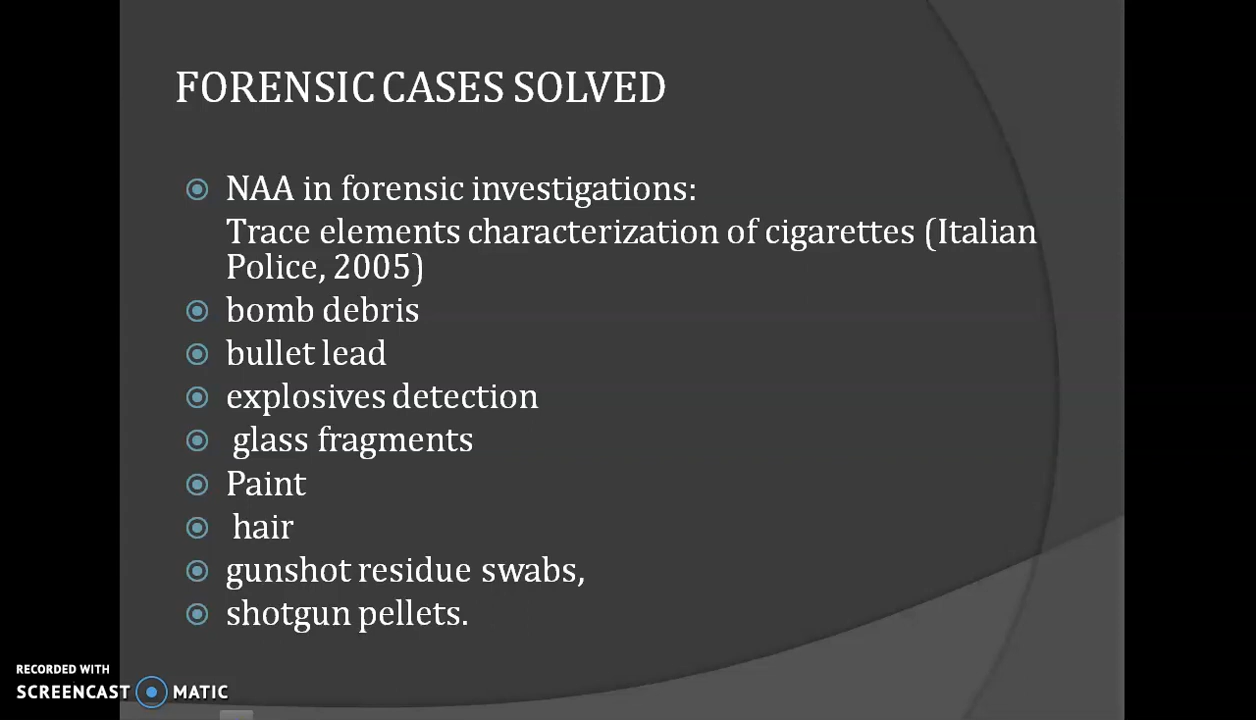 FORENSIC CASES SOLVED
NAA in forensic investigations:
Trace elements characterization of cigarettes (Italian
Police, 2005)
bomb debris
bullet lead
explosives detection
glass fragments
Paint
hair
gunshot residue swabs,
shotgun pellets.
RECORDED WITH
SCREENCAST MATIC